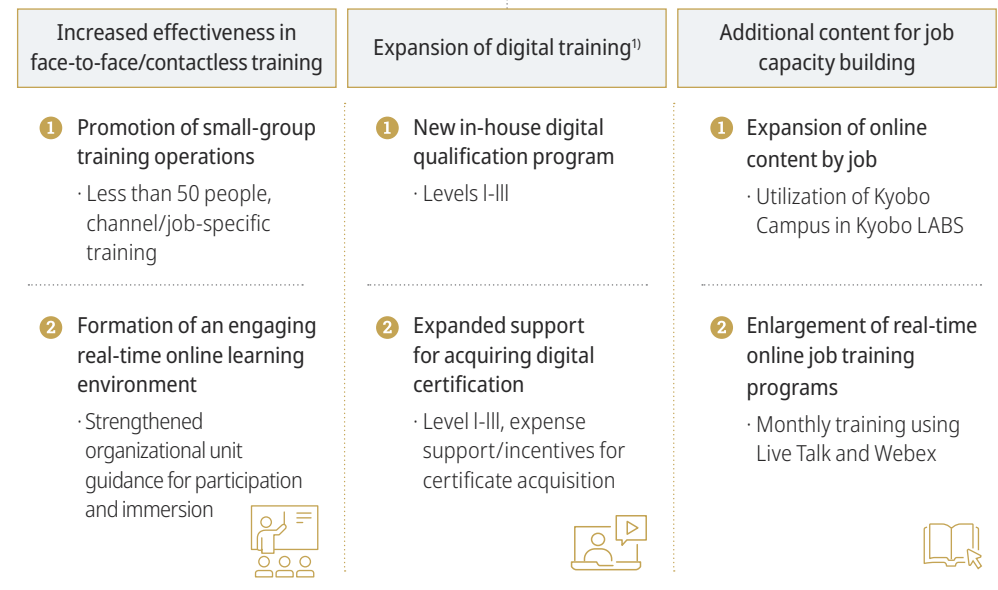 Increased effectiveness in
face-to-face/contactless training
1 Promotion of small-group
training operations
· Less than 50 people,
channel/job-specific
training
2 Formation of an engaging
real-time online learning
environment
· Strengthened
organizational unit
guidance for participation
and immersion
Expansion of digital training1)
1 New in-house digital
qualification program
· Levels l-lll
2 Expanded support
for acquiring digital
certification
· Level l-lll, expense
support/incentives for
certificate acquisition
Additional content for job
capacity building
1 Expansion of online
content by job
· Utilization of Kyobo
Campus in Kyobo LABS
2 Enlargement of real-time
online job training
programs
· Monthly training using
Live Talk and Webex